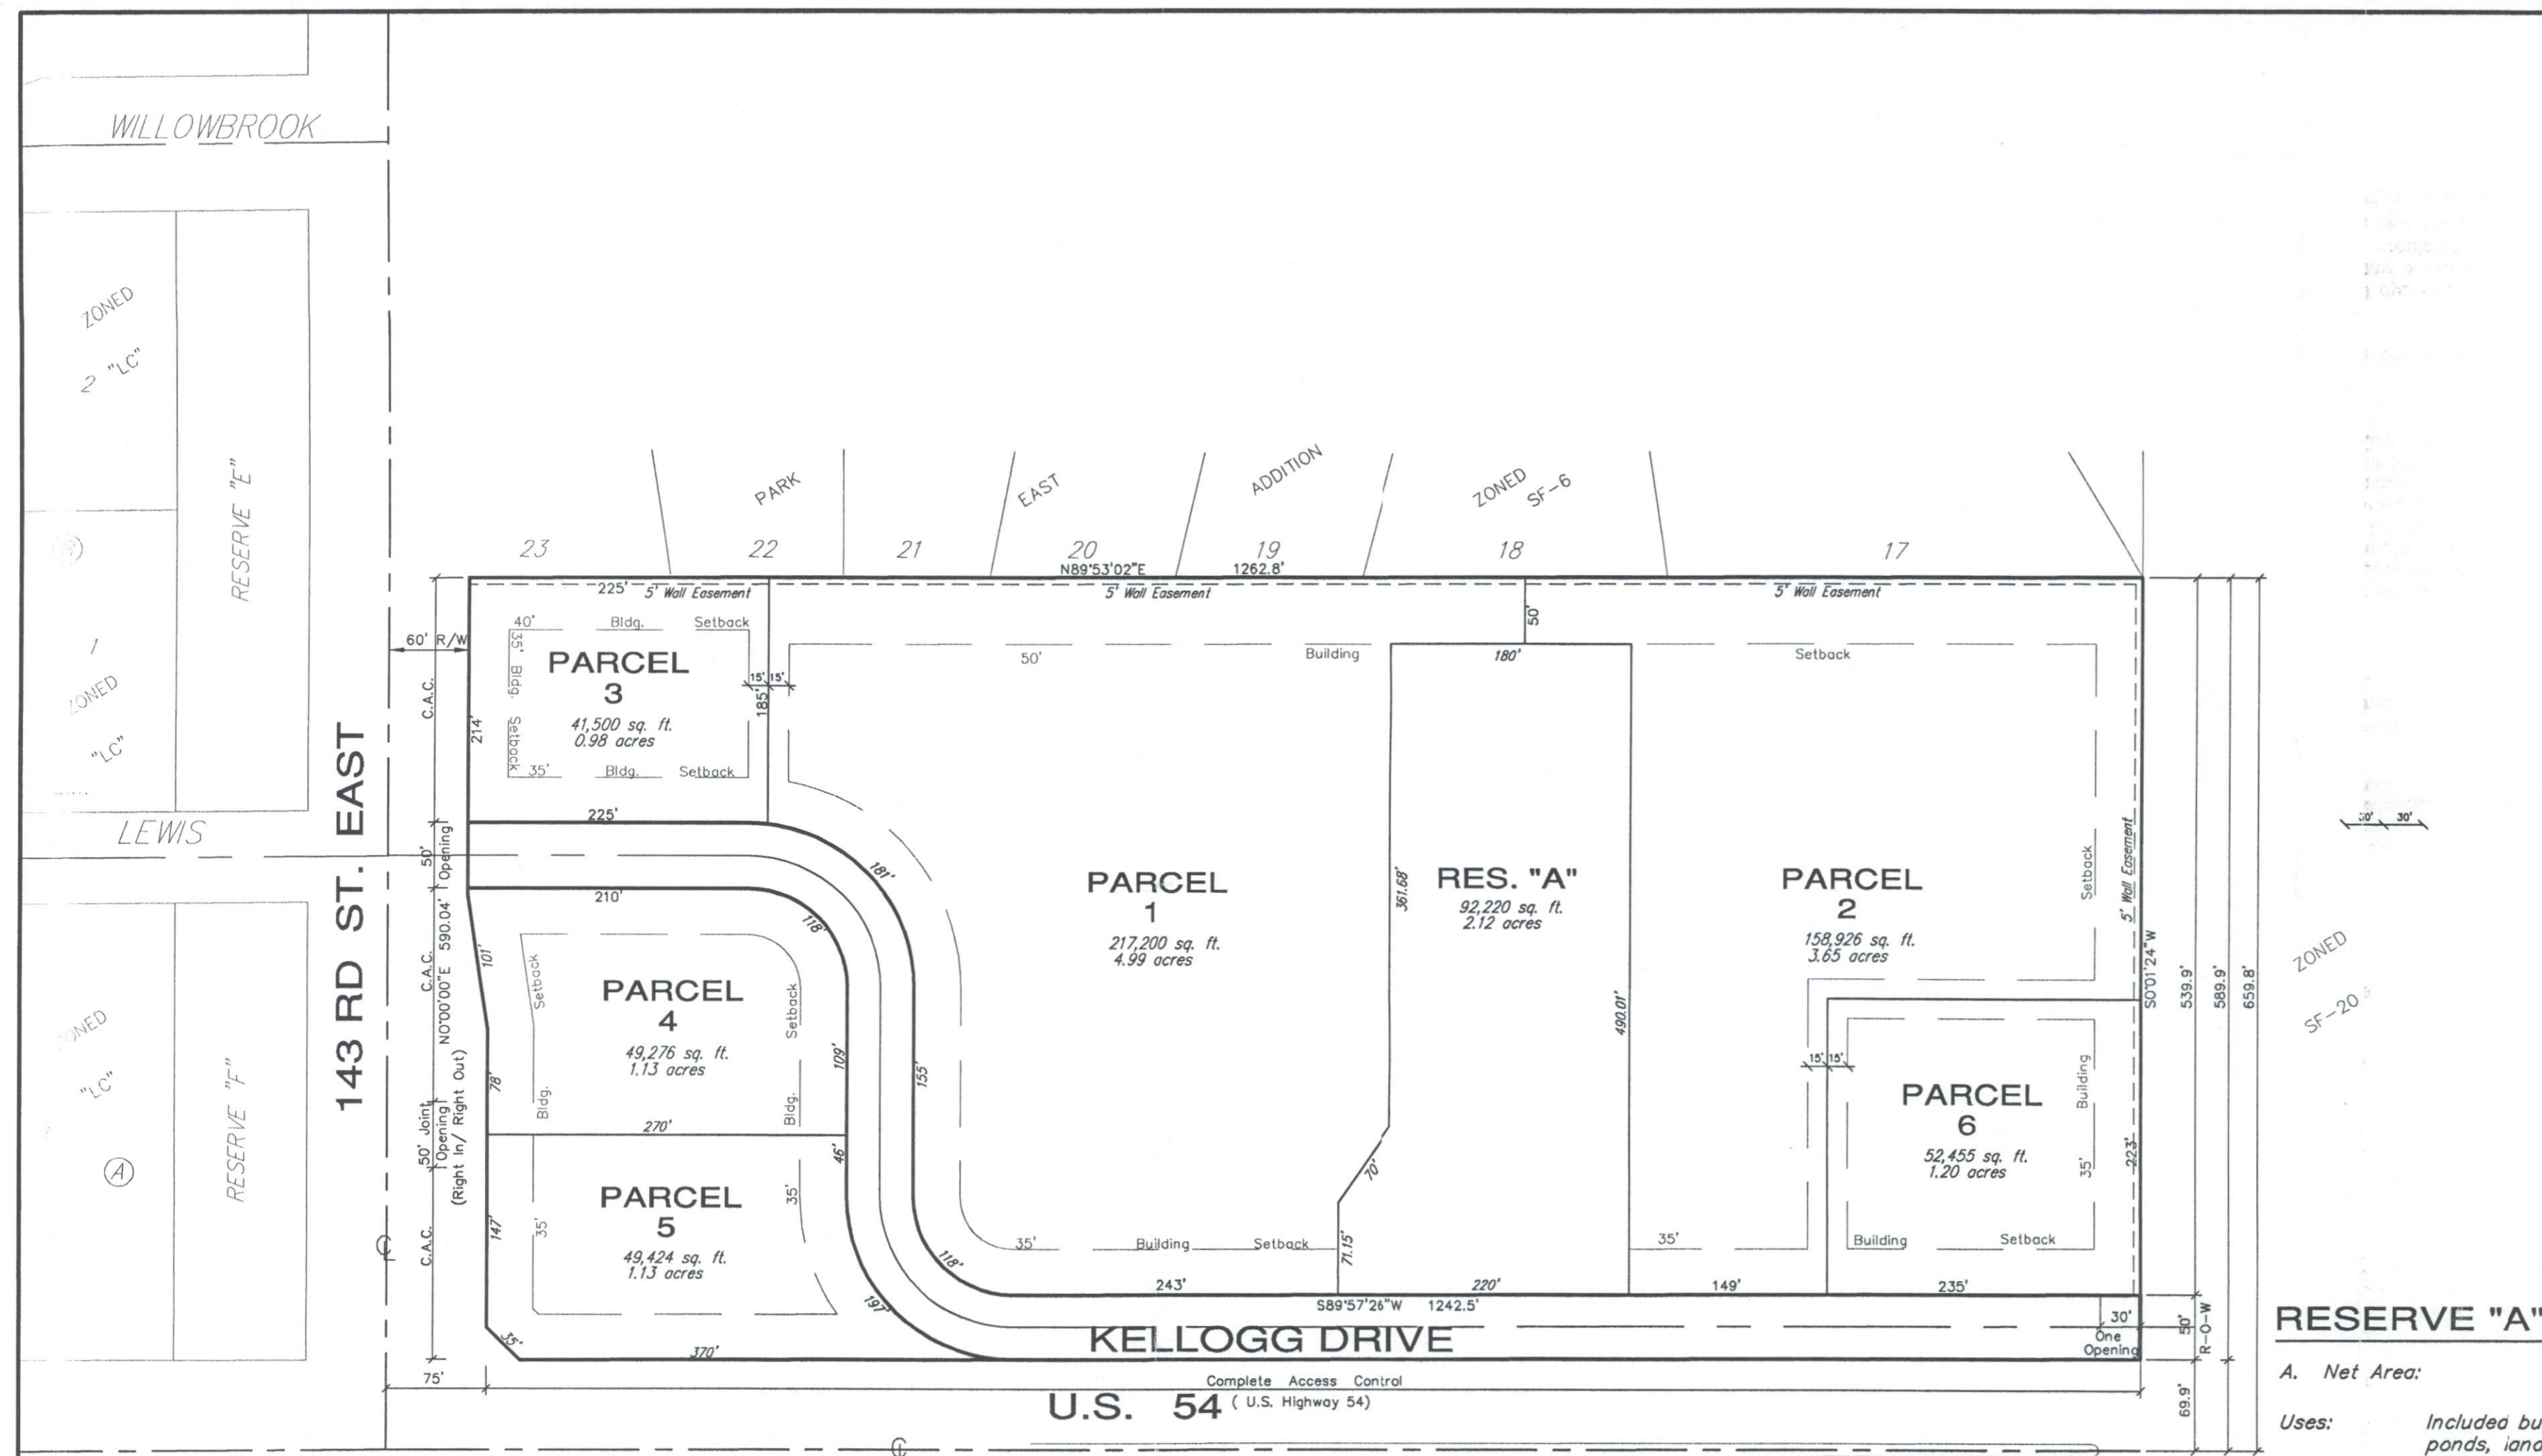 WILLOWBROOK
ZONED
2 "LC"
RESERVE "E"
1
ZONED
"LC"
LEWIS
"LC"
RESERVE "F"
A
143 RD ST. EAST
PARK
EAST
ADDITION
ZONED
SF-6
23
22
21
20
19
18
17
N89°53'02"E
1262.8'
225'
5' Wall Easement
5' Wall Easement
5' Wall Easement
60' R/W
C.A.C.
214'
40'
Bldg.
Setback
35' Bldg. Setback
PARCEL
3
41,500 sq. ft.
0.98 acres
35'
Bldg.
Setback
15'
15'
185'
225'
50'
Building
50'
180'
Setback
50'
Opening
210'
181'
118'
101'
C.A.C.
N0°00'00"E 590.04'
78'
Setback
Bldg.
PARCEL
4
49,276 sq. ft.
1.13 acres
Setback
Bldg.
109'
155'
270'
46'
50' Joint
Opening
(Right In/ Right Out)
C.A.C.
147'
35'
PARCEL
5
49,424 sq. ft.
1.13 acres
35'
118'
197'
35'
370'
PARCEL
1
217,200 sq. ft.
4.99 acres
361.68'
70'
71.15'
RES. "A"
92,220 sq. ft.
2.12 acres
490.01'
PARCEL
2
158,926 sq. ft.
3.65 acres
Setback
5' Wall Easement
S0°01'24"W
539.9'
589.9'
659.8'
15'
15'
PARCEL
6
52,455 sq. ft.
1.20 acres
Building
35'
223'
Building
Setback
35'
Building
Setback
35'
243'
220'
149'
235'
S89°57'26"W
1242.5'
KELLOGG DRIVE
30'
One
Opening
50'
R-O-W
75'
Complete Access Control
U.S. 54
( U.S. Highway 54)
69.9'
30'
ZONED
SF-20
RESERVE "A"
A. Net Area:
Uses:
Included bu
ponds,